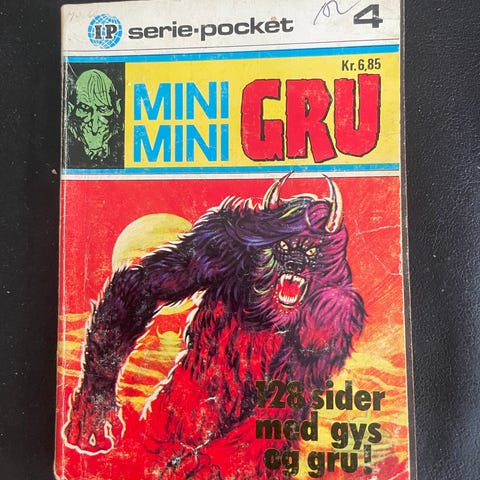 IP serie-pocket 4
Kr.6,85
MINI
MINI
GRU
128 sider
med gys
og gru!